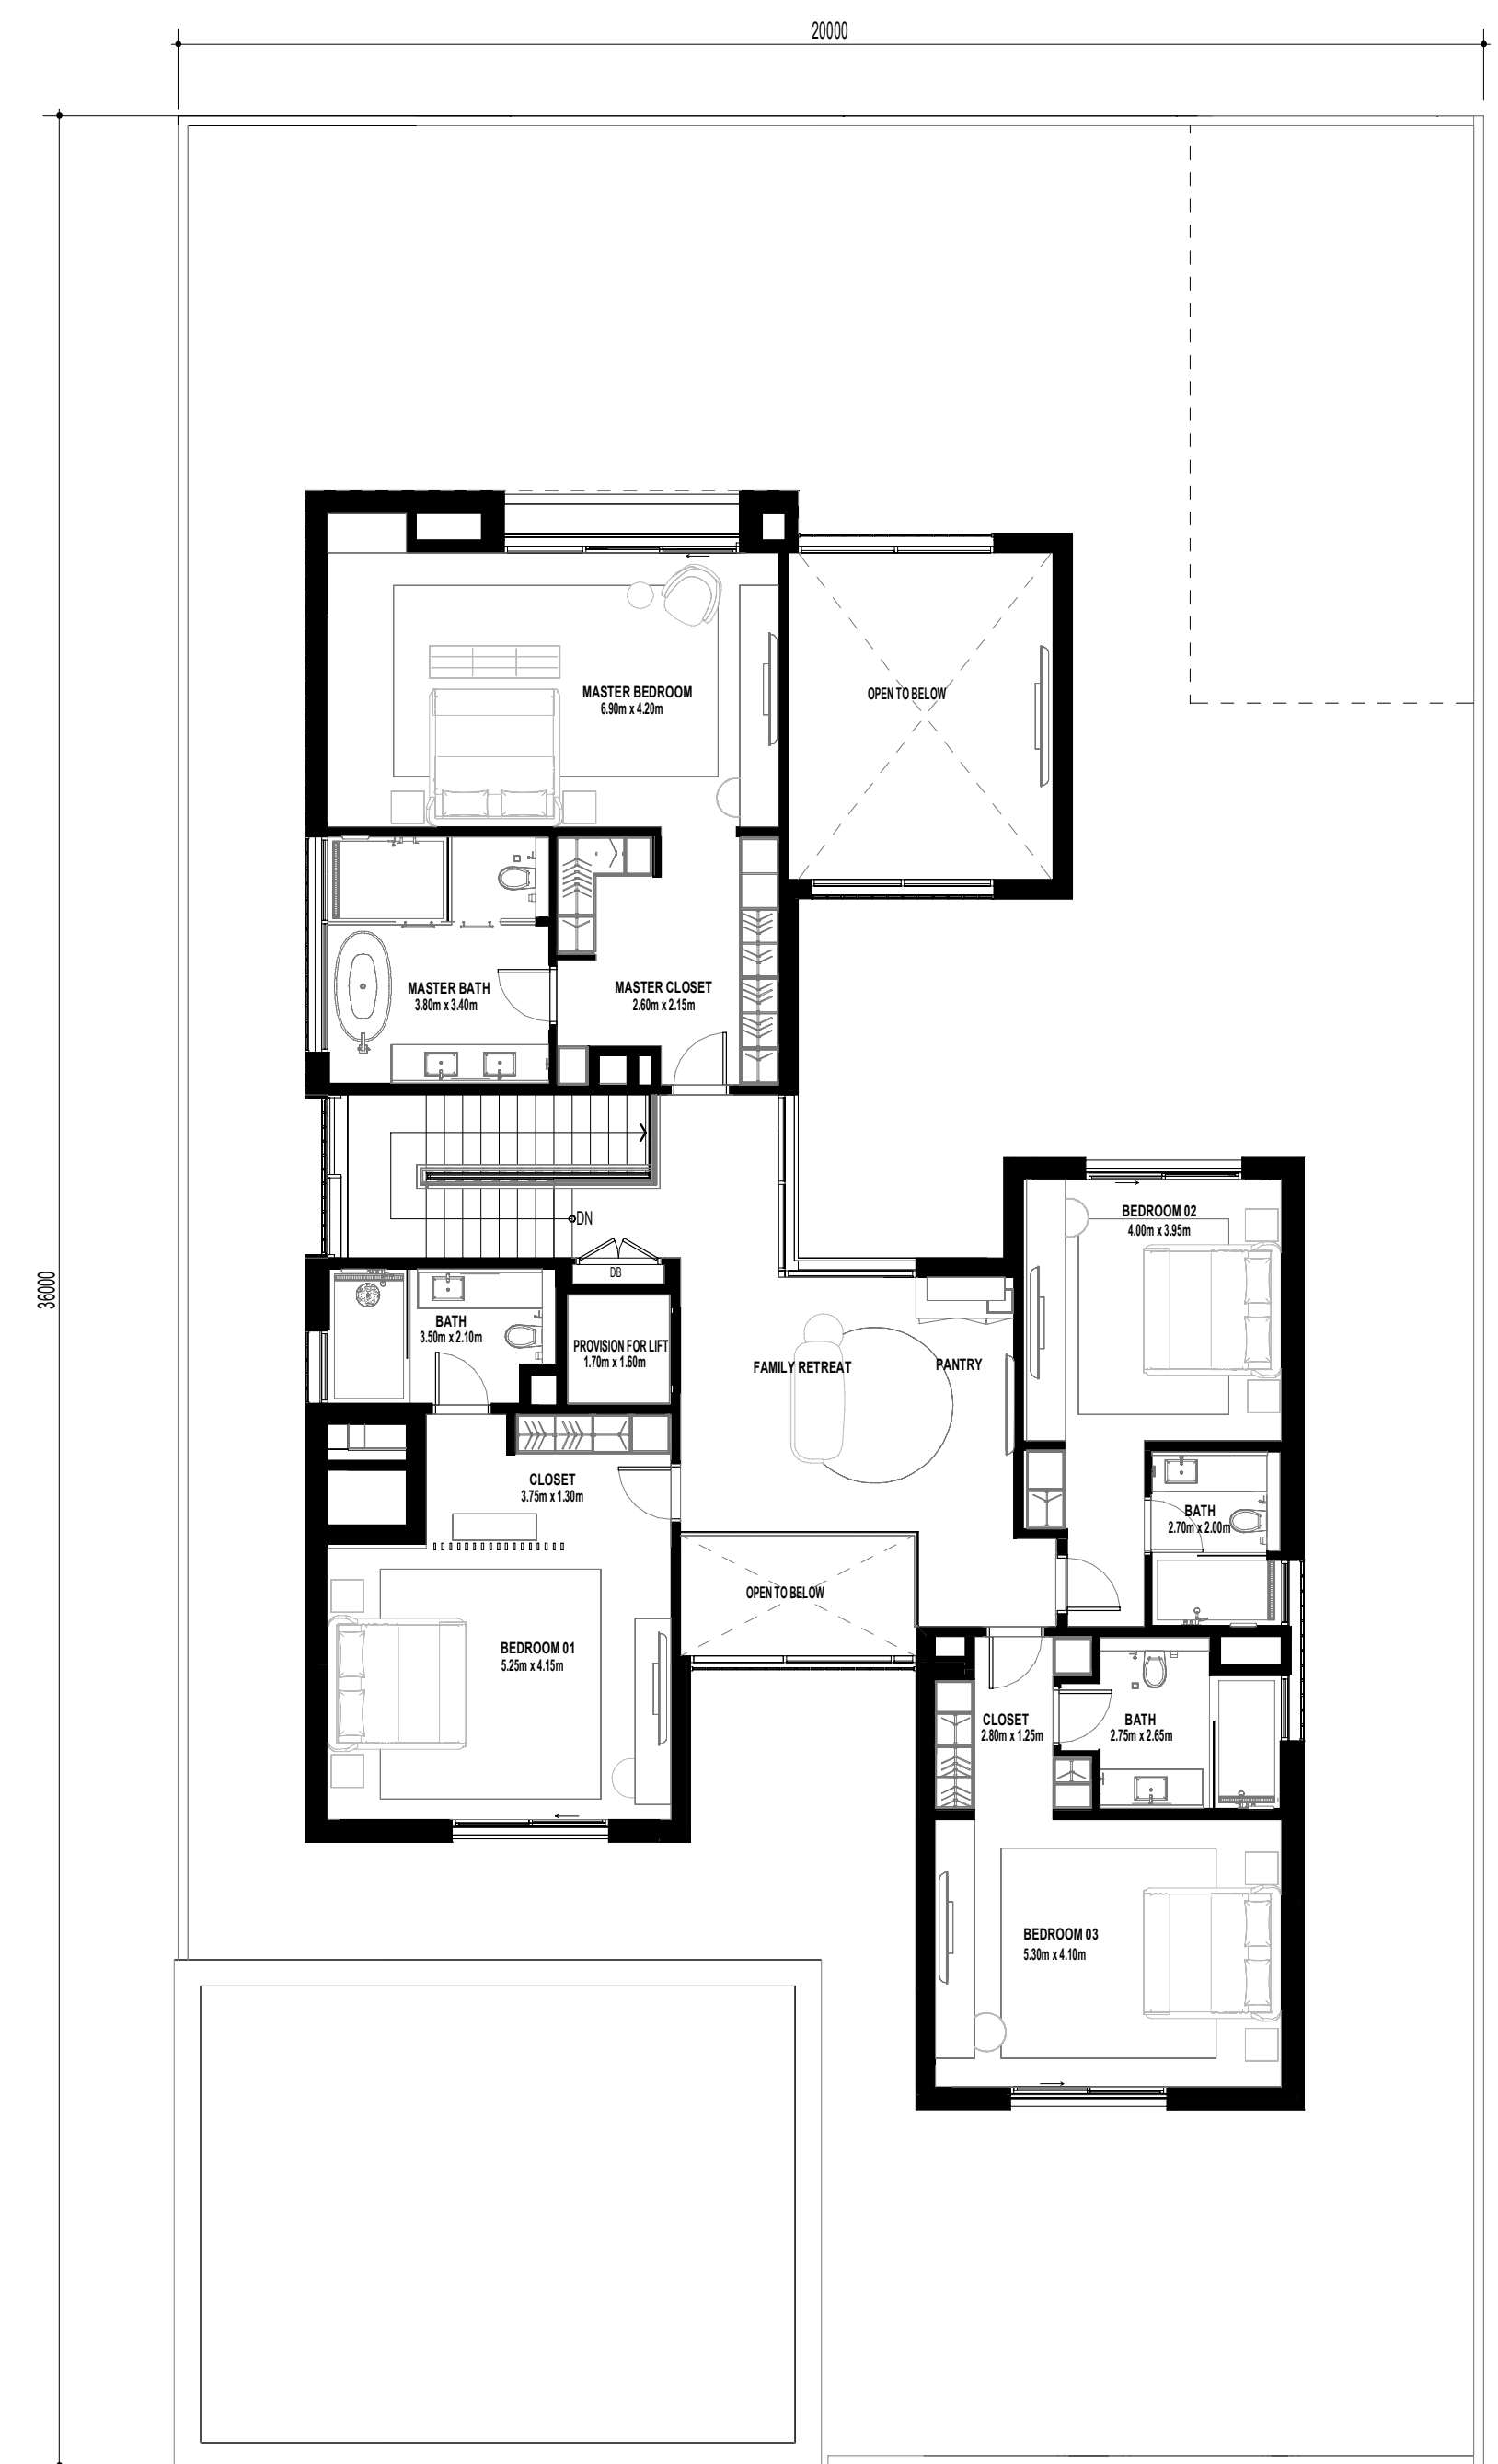 20000
36000
MASTER BEDROOM
6.90m x 4.20m
OPEN TO BELOW
MASTER BATH
3.80m x 3.40m
MASTER CLOSET
2.60m x 2.15m
BEDROOM 02
4.00m x 3.95m
DN
DB
BATH
3.50m x 2.10m
PROVISION FOR LIFT
1.70m x 1.60m
FAMILY RETREAT
PANTRY
CLOSET
3.75m x 1.30m
BATH
2.70m x 2.00m
OPEN TO BELOW
BEDROOM 01
5.25m x 4.15m
CLOSET
2.80m x 1.25m
BATH
2.75m x 2.65m
BEDROOM 03
5.30m x 4.10m